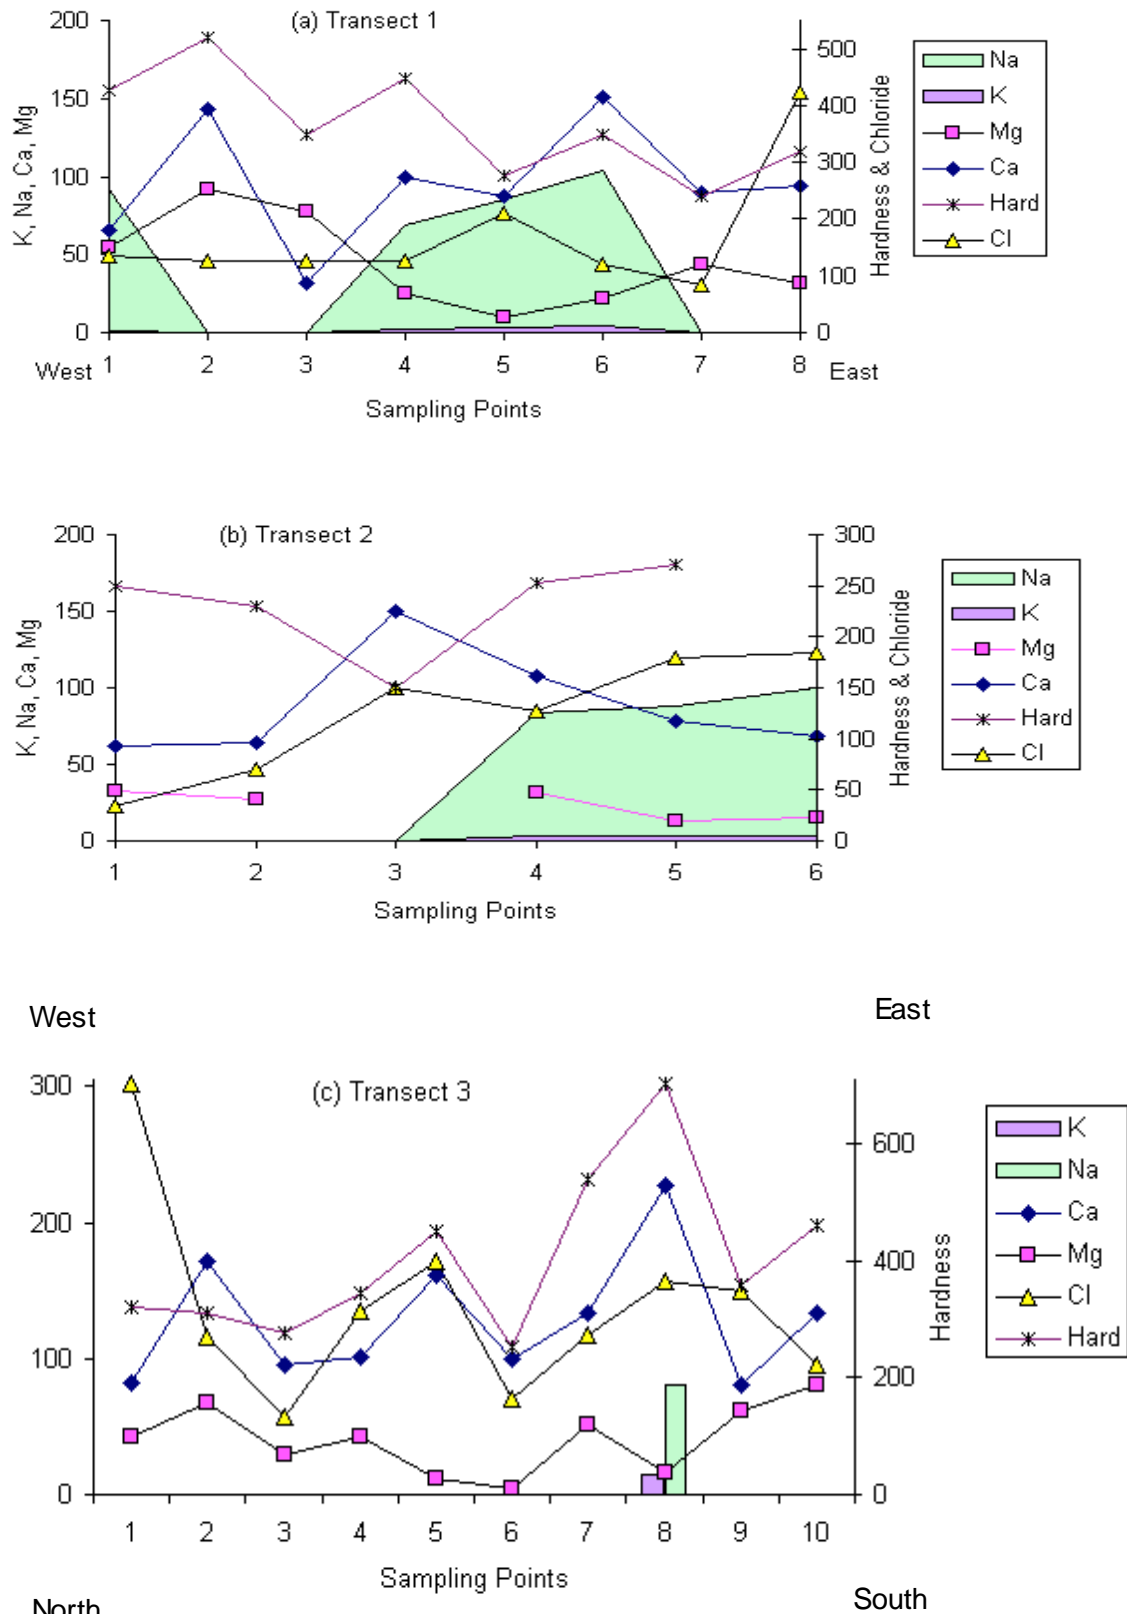 (a) Transect 1
200
150
100
50
0
K, Na, Ca, Mg
500
400
300
200
100
0
Hardness & Chloride
1 2 3 4 5 6 7 8
West
East
Sampling Points
Na
K
Mg
Ca
Hard
Cl
(b) Transect 2
200
150
100
50
0
K, Na, Ca, Mg
300
250
200
150
100
50
0
Hardness & Chloride
1 2 3 4 5 6
Sampling Points
Na
K
Mg
Ca
Hard
Cl
West
East
(c) Transect 3
300
200
100
0
600
400
200
0
Hardness
1 2 3 4 5 6 7 8 9 10
Sampling Points
K
Na
Ca
Mg
Cl
Hard
North
South